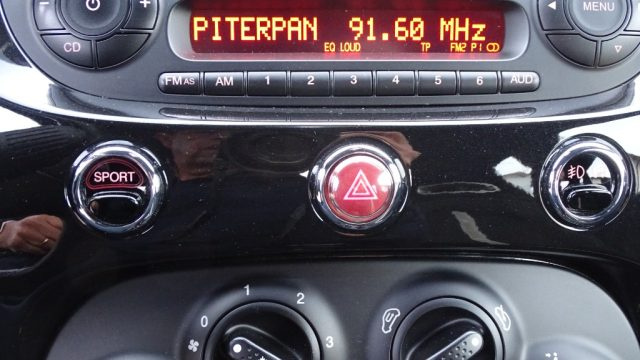 PITERPAN 91.60 MHz
EQ LOUD TP FM2 P1 CD
CD MENU
FM AS AM 1 2 3 4 5 6 AUD
SPORT
0 1 2 3